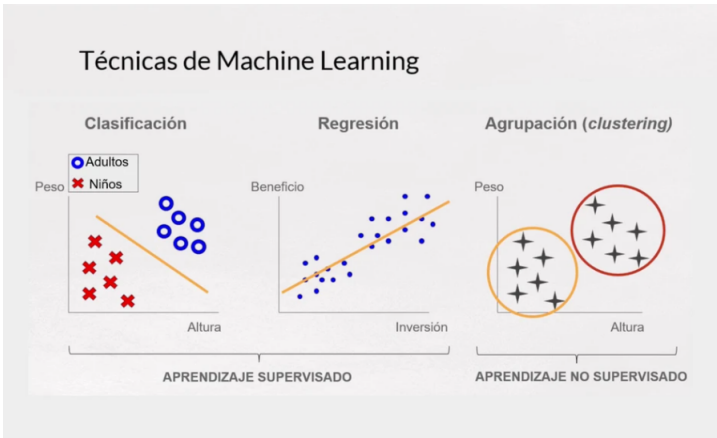 Técnicas de Machine Learning
Clasificación
Regresión
Agrupación (clustering)
Adultos
Niños
Peso
Altura
Beneficio
Inversión
Peso
Altura
APRENDIZAJE SUPERVISADO
APRENDIZAJE NO SUPERVISADO